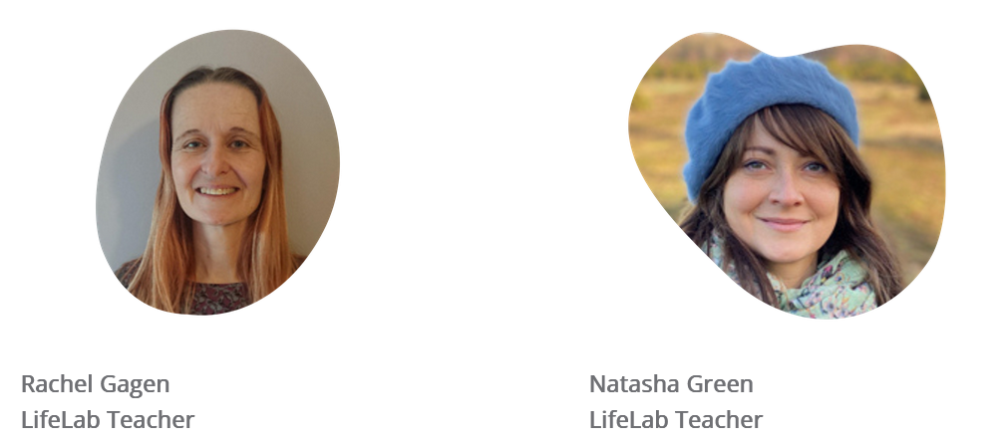 Rachel Gagen
LifeLab Teacher
Natasha Green
LifeLab Teacher